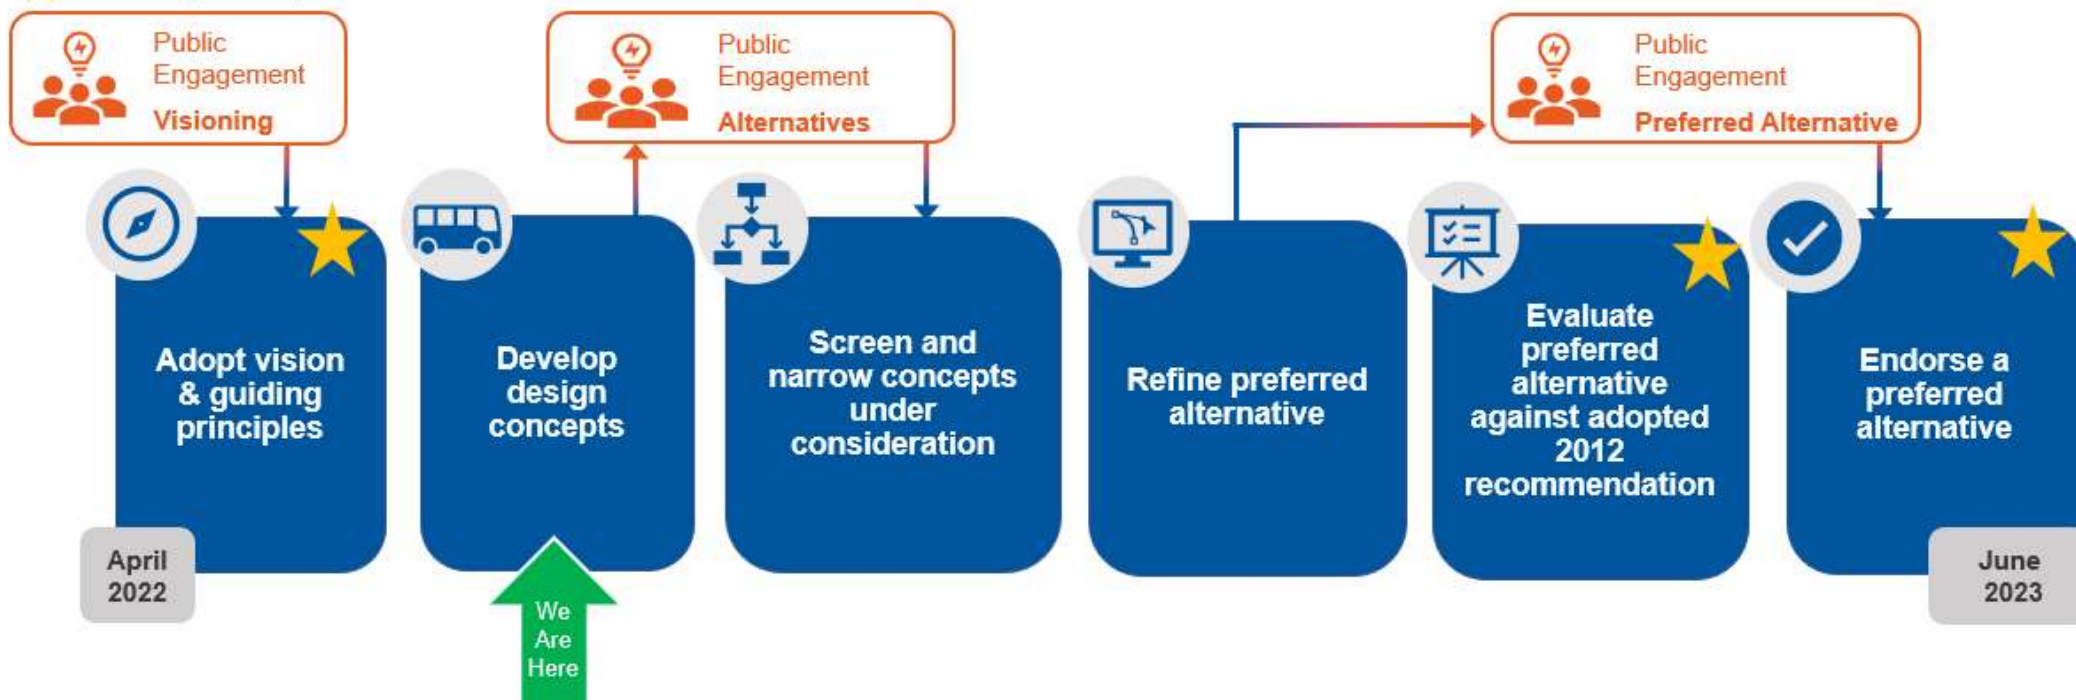 Public
Engagement
Visioning
Public
Engagement
Alternatives
Public
Engagement
Preferred Alternative
Adopt vision
& guiding
principles
Develop
design
concepts
Screen and
narrow concepts
under
consideration
Refine preferred
alternative
Evaluate
preferred
alternative
against adopted
2012
recommendation
Endorse a
preferred
alternative
April
2022
June
2023
We
Are
Here